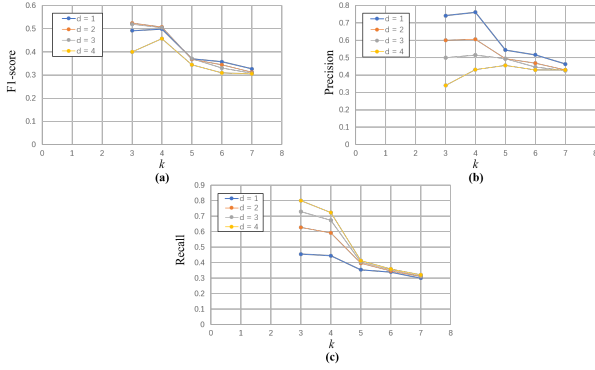 0.6
0.5
0.4
0.3
0.2
0.1
0
0 1 2 3 4 5 6 7 8
F1-score
k
d = 1
d = 2
d = 3
d = 4
(a)
0.8
0.7
0.6
0.5
0.4
0.3
0.2
0.1
0
0 1 2 3 4 5 6 7 8
Precision
k
d = 1
d = 2
d = 3
d = 4
(b)
0.9
0.8
0.7
0.6
0.5
0.4
0.3
0.2
0.1
0
0 1 2 3 4 5 6 7 8
Recall
k
d = 1
d = 2
d = 3
d = 4
(c)